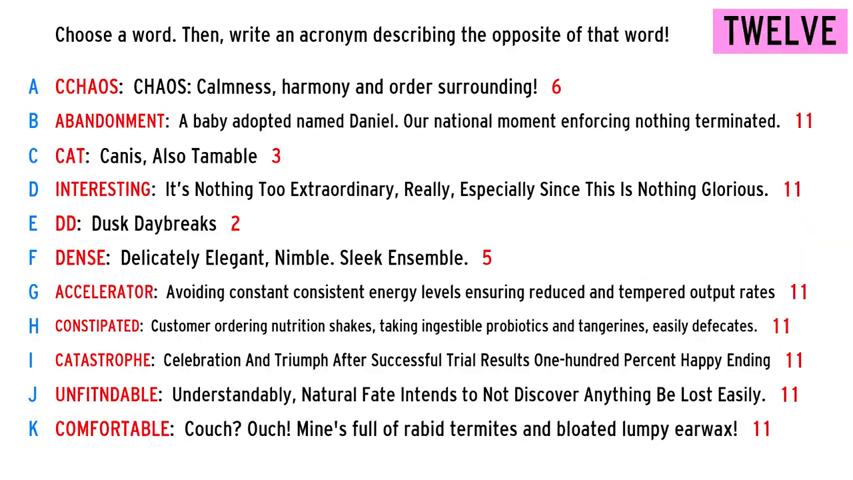 Choose a word. Then, write an acronym describing the opposite of that word!
TWELVE
A CCHAOS: CHAOS: Calmness, harmony and order surrounding! 6
B ABANDONMENT: A baby adopted named Daniel. Our national moment enforcing nothing terminated. 11
C CAT: Canis, Also Tamable 3
D INTERESTING: It's Nothing Too Extraordinary, Really, Especially Since This Is Nothing Glorious. 11
E DD: Dusk Daybreaks 2
F DENSE: Delicately Elegant, Nimble. Sleek Ensemble. 5
G ACCELERATOR: Avoiding constant consistent energy levels ensuring reduced and tempered output rates 11
H CONSTIPATED: Customer ordering nutrition shakes, taking ingestible probiotics and tangerines, easily defecates. 11
I CATASTROPHE: Celebration And Triumph After Successful Trial Results One-hundred Percent Happy Ending 11
J UNFITNDABLE: Understandably, Natural Fate Intends to Not Discover Anything Be Lost Easily. 11
K COMFORTABLE: Couch? Ouch! Mine's full of rabid termites and bloated lumpy earwax! 11